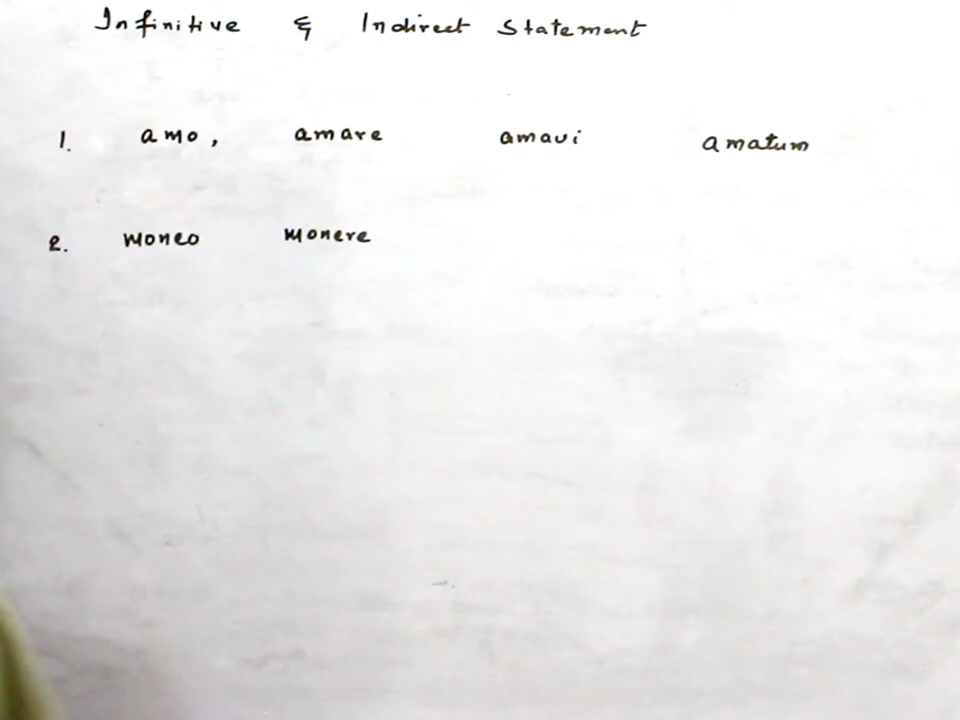 Infinitive & Indirect Statement
1. amo, amare amavi amatum
2. moneo monere